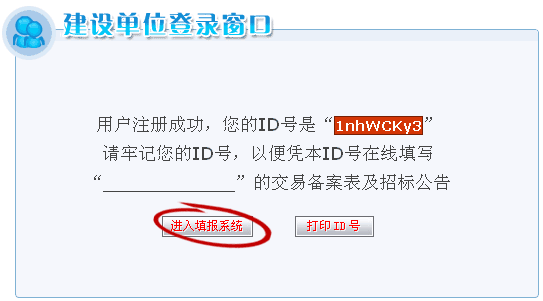 建设单位登录窗口
用户注册成功，您的ID号是“1nhWCKy3”
请牢记您的ID号，以便凭本ID号在线填写
“________________”的交易备案表及招标公告
进入填报系统 打印ID号